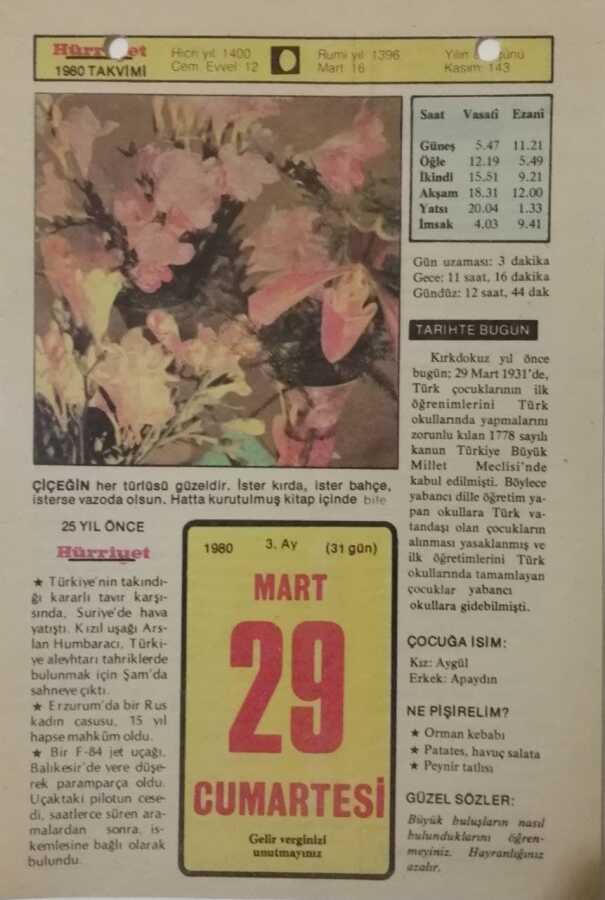 Hürriyet
1980 TAKVİMİ
Hicri yıl 1400
Cem. Evvel 12
Rumi yıl 1396
Mart 16
Yılın günü
Kasım 143
Saat Vasatî Ezanî
Güneş 5.47 11.21
Öğle 12.19 5.49
İkindi 15.51 9.21
Akşam 18.31 12.00
Yatsı 20.04 1.33
İmsak 4.03 9.41
Gün uzaması: 3 dakika
Gece: 11 saat, 16 dakika
Gündüz: 12 saat, 44 dak
TARİHTE BUGÜN
Kırkdokuz yıl önce
bugün; 29 Mart 1931'de,
Türk çocuklarının ilk
öğrenimlerini Türk
okullarında yapmalarını
zorunlu kılan 1778 sayılı
kanun Türkiye Büyük
Millet Meclisi'nde
kabul edilmişti. Böylece
yabancı dille öğretim ya-
pan okullara Türk va-
tandaşı olan çocukların
alınması yasaklanmış ve
ilk öğretimlerini Türk
okullarında tamamlayan
çocuklar yabancı
okullara gidebilmişti.
ÇİÇEĞİN her türlüsü güzeldir. İster kırda, ister bahçe,
isterse vazoda olsun. Hatta kurutulmuş kitap içinde bile
25 YIL ÖNCE
Hürriyet
★ Türkiye'nin takındı-
ğı kararlı tavır karşı-
sında, Suriye'de hava
yatıştı. Kızıl uşağı Ars-
lan Humbaracı, Türki-
ye aleyhtarı tahriklerde
bulunmak için Şam'da
sahneye çıktı.
★ Erzurum'da bir Rus
kadın casusu, 15 yıl
hapse mahkûm oldu.
★ Bir F-84 jet uçağı,
Balıkesir'de yere düşe-
rek paramparça oldu.
Uçaktaki pilotun cese-
di, saatlerce süren ara-
malardan sonra, is-
kemlesine bağlı olarak
bulundu.
1980 3. Ay (31 gün)
MART
29
CUMARTESİ
Gelir verginizi
unutmayınız
ÇOCUĞA İSİM:
Kız: Aygül
Erkek: Apaydın
NE PİŞİRELİM?
★ Orman kebabı
★ Patates, havuç salata
★ Peynir tatlısı
GÜZEL SÖZLER:
Büyük buluşların nasıl
bulunduklarını öğren-
meyiniz. Hayranlığınız
azalır.